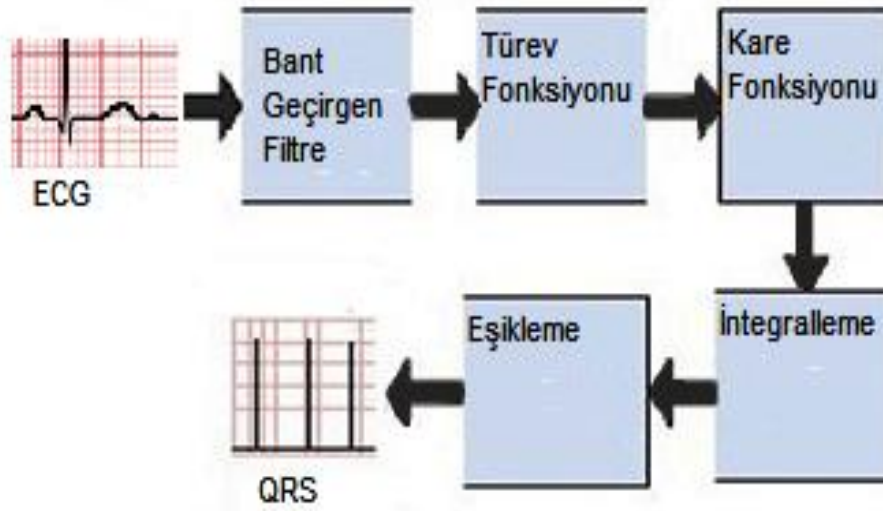 ECG
Bant
Geçirgen
Filtre
Türev
Fonksiyonu
Kare
Fonksiyonu
İntegralleme
Eşikleme
QRS